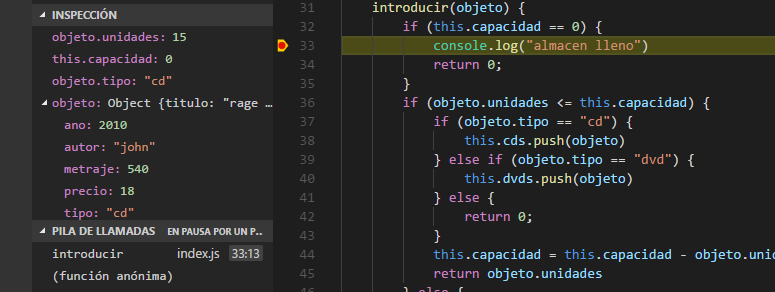 INSPECCIÓN
objeto.unidades: 15
this.capacidad: 0
objeto.tipo: "cd"
objeto: Object {titulo: "rage …
ano: 2010
autor: "john"
metraje: 540
precio: 18
tipo: "cd"
PILA DE LLAMADAS EN PAUSA POR UN P…
introducir index.js 33:13
(función anónima)
31 introducir(objeto) {
32 if (this.capacidad == 0) {
33 console.log("almacen lleno")
34 return 0;
35 }
36 if (objeto.unidades <= this.capacidad) {
37 if (objeto.tipo == "cd") {
38 this.cds.push(objeto)
39 } else if (objeto.tipo == "dvd") {
40 this.dvds.push(objeto)
41 } else {
42 return 0;
43 }
44 this.capacidad = this.capacidad - objeto.unid
45 return objeto.unidades
46 } else {